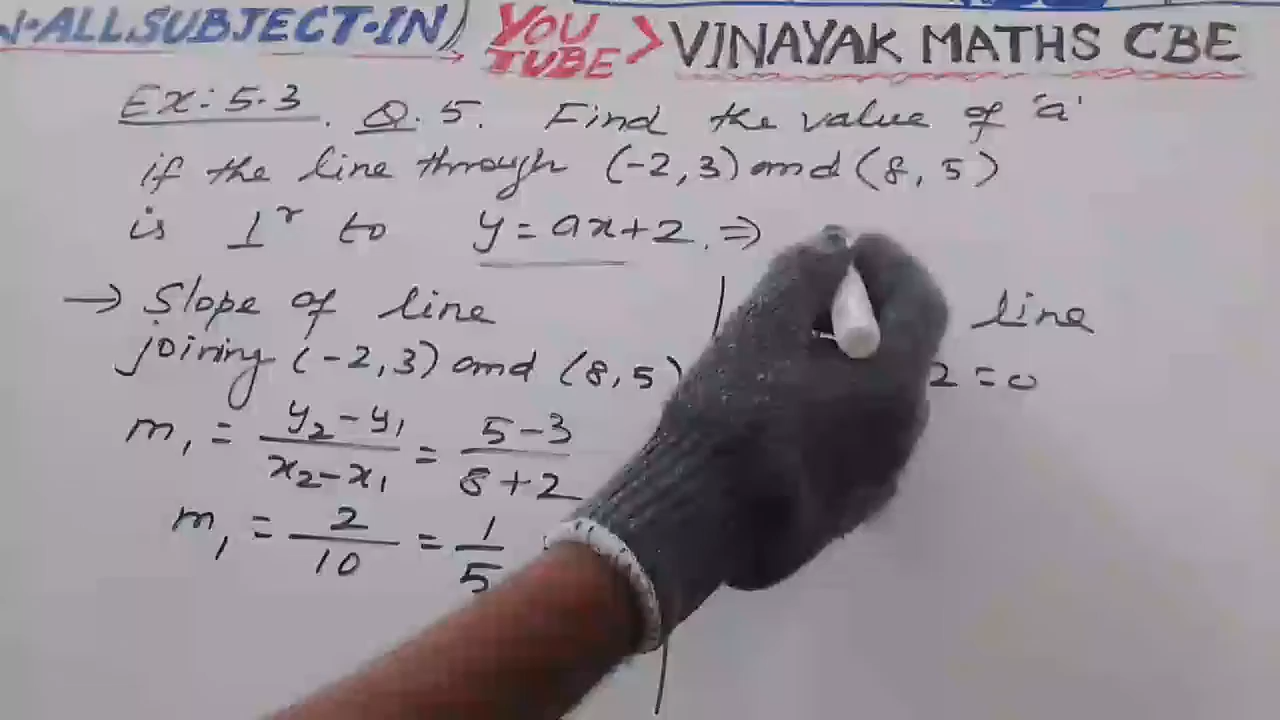 N.ALL.SUBJECT.IN)
YOU TUBE > VINAYAK MATHS CBE
Ex: 5.3. Q. 5. Find the value of 'a'
if the line through (-2, 3) and (8, 5)
is ⊥r to y = ax + 2. ⇒
→ Slope of line
joining (-2, 3) and (8, 5)
m₁ = y₂ - y₁ / x₂ - x₁ = 5 - 3 / 8 + 2
m₁ = 2 / 10 = 1 / 5
line
2 = 0